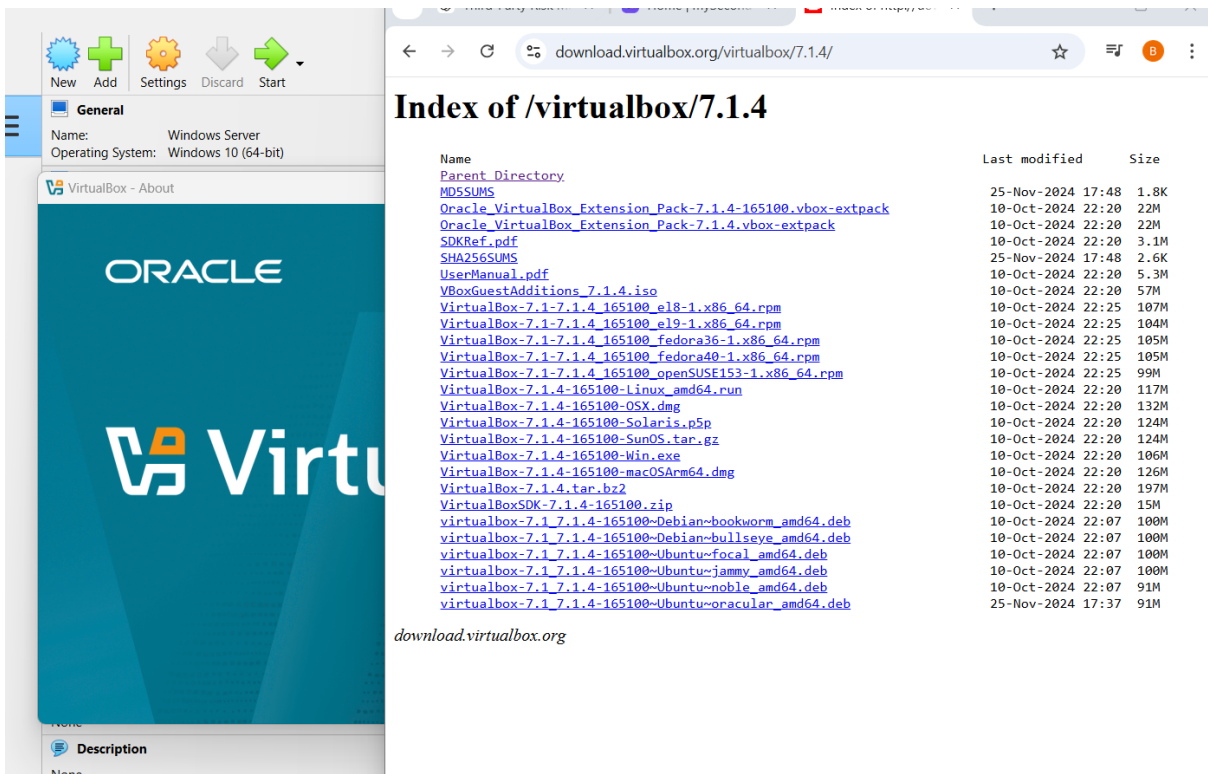 Third-Party Risk
Home | mySecon
Index of http://do
download.virtualbox.org/virtualbox/7.1.4/
B
New Add Settings Discard Start
General
Name: Windows Server
Operating System: Windows 10 (64-bit)
VirtualBox - About
ORACLE
Virtu
None
Description
None
Index of /virtualbox/7.1.4
Name Last modified Size
Parent Directory
MD5SUMS 25-Nov-2024 17:48 1.8K
Oracle_VirtualBox_Extension_Pack-7.1.4-165100.vbox-extpack 10-Oct-2024 22:20 22M
Oracle_VirtualBox_Extension_Pack-7.1.4.vbox-extpack 10-Oct-2024 22:20 22M
SDKRef.pdf 10-Oct-2024 22:20 3.1M
SHA256SUMS 25-Nov-2024 17:48 2.6K
UserManual.pdf 10-Oct-2024 22:20 5.3M
VBoxGuestAdditions_7.1.4.iso 10-Oct-2024 22:20 57M
VirtualBox-7.1-7.1.4_165100_el8-1.x86_64.rpm 10-Oct-2024 22:25 107M
VirtualBox-7.1-7.1.4_165100_el9-1.x86_64.rpm 10-Oct-2024 22:25 104M
VirtualBox-7.1-7.1.4_165100_fedora36-1.x86_64.rpm 10-Oct-2024 22:25 105M
VirtualBox-7.1-7.1.4_165100_fedora40-1.x86_64.rpm 10-Oct-2024 22:25 105M
VirtualBox-7.1-7.1.4_165100_openSUSE153-1.x86_64.rpm 10-Oct-2024 22:25 99M
VirtualBox-7.1.4-165100-Linux_amd64.run 10-Oct-2024 22:20 117M
VirtualBox-7.1.4-165100-OSX.dmg 10-Oct-2024 22:20 132M
VirtualBox-7.1.4-165100-Solaris.p5p 10-Oct-2024 22:20 124M
VirtualBox-7.1.4-165100-SunOS.tar.gz 10-Oct-2024 22:20 124M
VirtualBox-7.1.4-165100-Win.exe 10-Oct-2024 22:20 106M
VirtualBox-7.1.4-165100-macOSArm64.dmg 10-Oct-2024 22:20 126M
VirtualBox-7.1.4.tar.bz2 10-Oct-2024 22:20 197M
VirtualBoxSDK-7.1.4-165100.zip 10-Oct-2024 22:20 15M
virtualbox-7.1_7.1.4-165100~Debian~bookworm_amd64.deb 10-Oct-2024 22:07 100M
virtualbox-7.1_7.1.4-165100~Debian~bullseye_amd64.deb 10-Oct-2024 22:07 100M
virtualbox-7.1_7.1.4-165100~Ubuntu~focal_amd64.deb 10-Oct-2024 22:07 100M
virtualbox-7.1_7.1.4-165100~Ubuntu~jammy_amd64.deb 10-Oct-2024 22:07 100M
virtualbox-7.1_7.1.4-165100~Ubuntu~noble_amd64.deb 10-Oct-2024 22:07 91M
virtualbox-7.1_7.1.4-165100~Ubuntu~oracular_amd64.deb 25-Nov-2024 17:37 91M
download.virtualbox.org